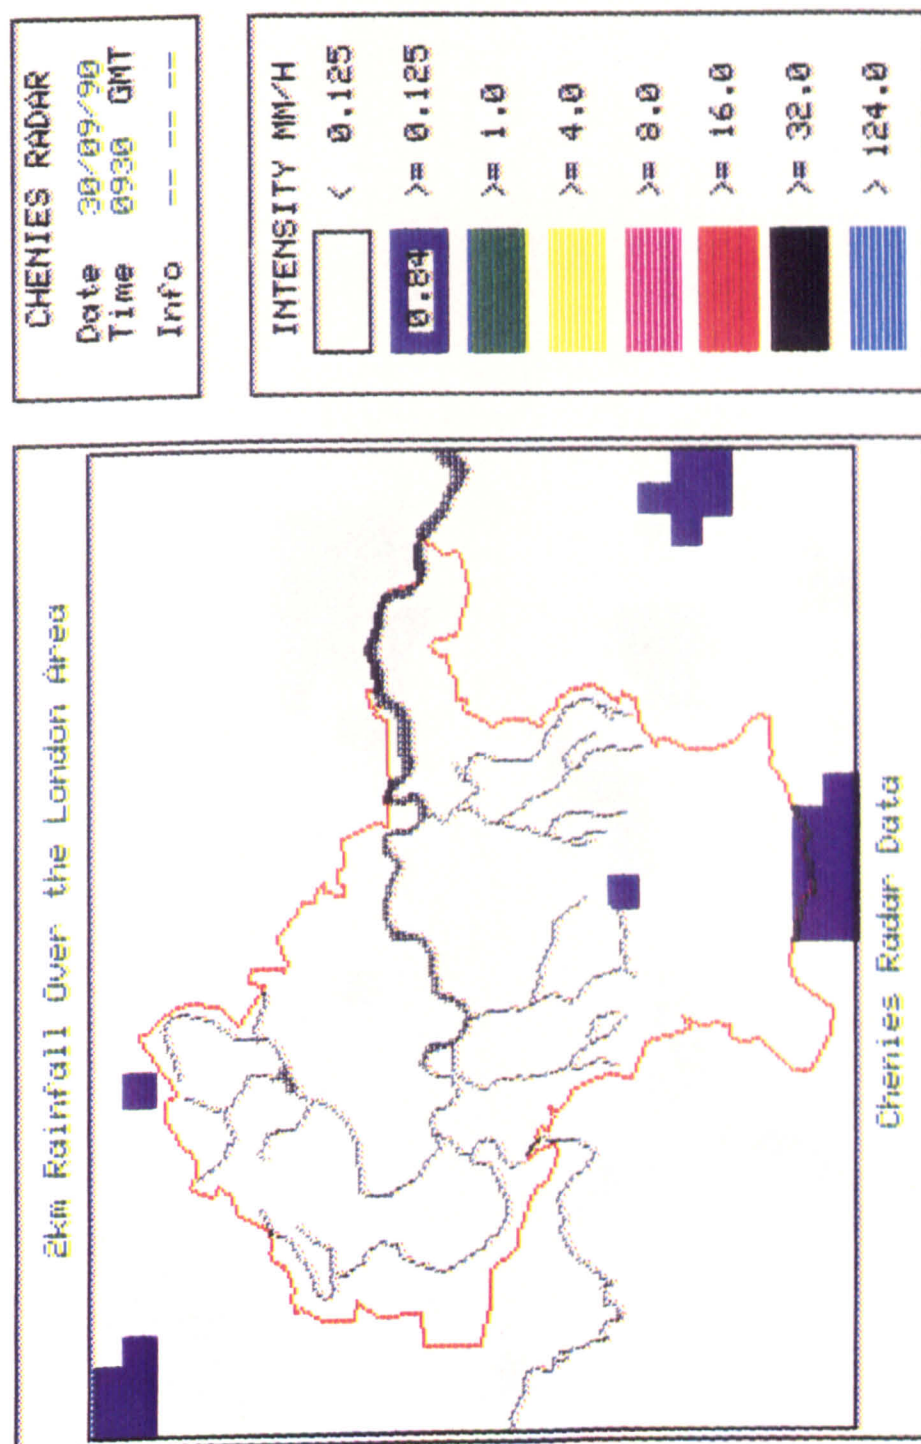 2km Rainfall Over the London Area
Chenies Radar Data
CHENIES RADAR
Date 30/09/90
Time 0930 GMT
Info -- -- -- --
INTENSITY MM/H
< 0.125
0.84 >= 0.125
>= 1.0
>= 4.0
>= 8.0
>= 16.0
>= 32.0
> 124.0